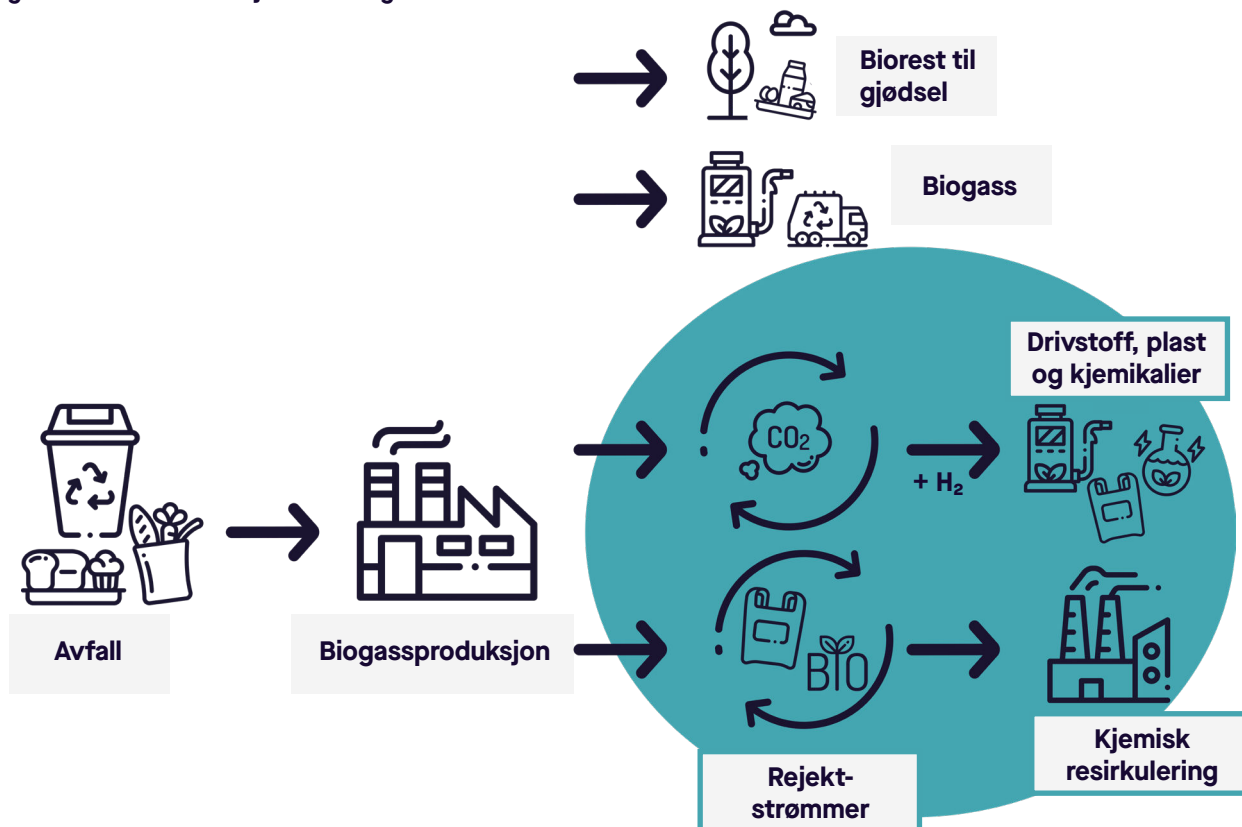 Biorest til
gjødsel
Biogass
Drivstoff, plast
og kjemikalier
CO₂
+ H₂
Avfall
Biogassproduksjon
BIO
Rejekt-
strømmer
Kjemisk
resirkulering